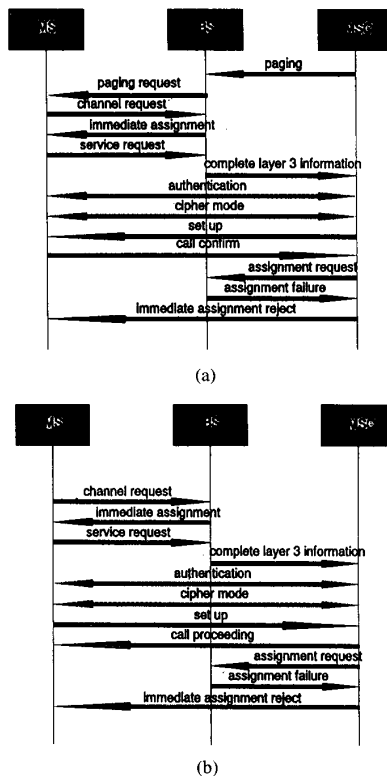 MS BS MSC
paging
paging request
channel request
immediate assignment
service request
complete layer 3 information
authentication
cipher mode
set up
call confirm
assignment request
assignment failure
immediate assignment reject
(a)
MS BS MSC
channel request
immediate assignment
service request
complete layer 3 information
authentication
cipher mode
set up
call proceeding
assignment request
assignment failure
immediate assignment reject
(b)